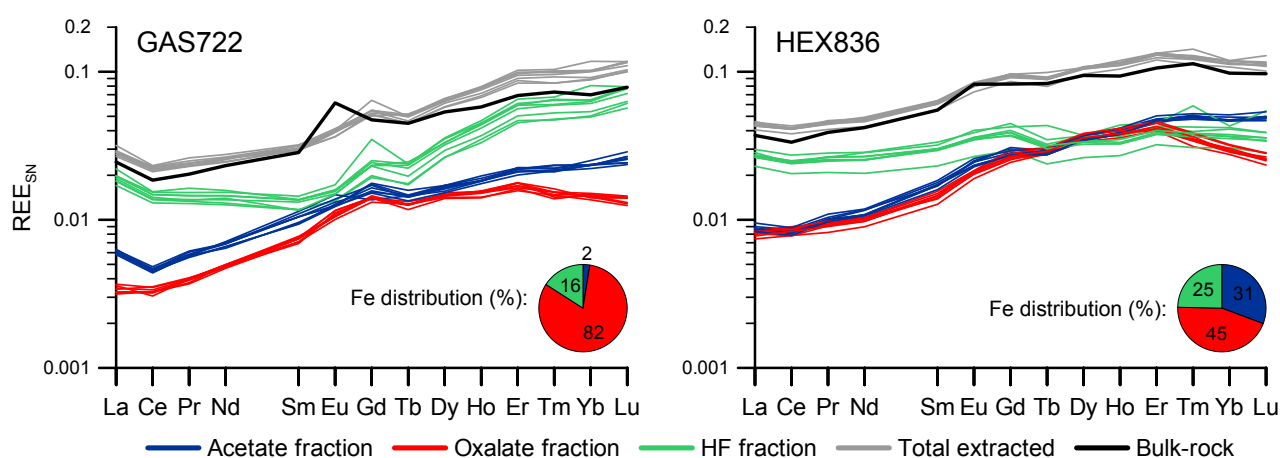 GAS722
HEX836
0.2
0.1
0.01
0.001
REE_SN
Fe distribution (%):
2
16
82
La Ce Pr Nd Sm Eu Gd Tb Dy Ho Er Tm Yb Lu
0.2
0.1
0.01
0.001
Fe distribution (%):
25
31
45
La Ce Pr Nd Sm Eu Gd Tb Dy Ho Er Tm Yb Lu
Acetate fraction Oxalate fraction HF fraction Total extracted Bulk-rock